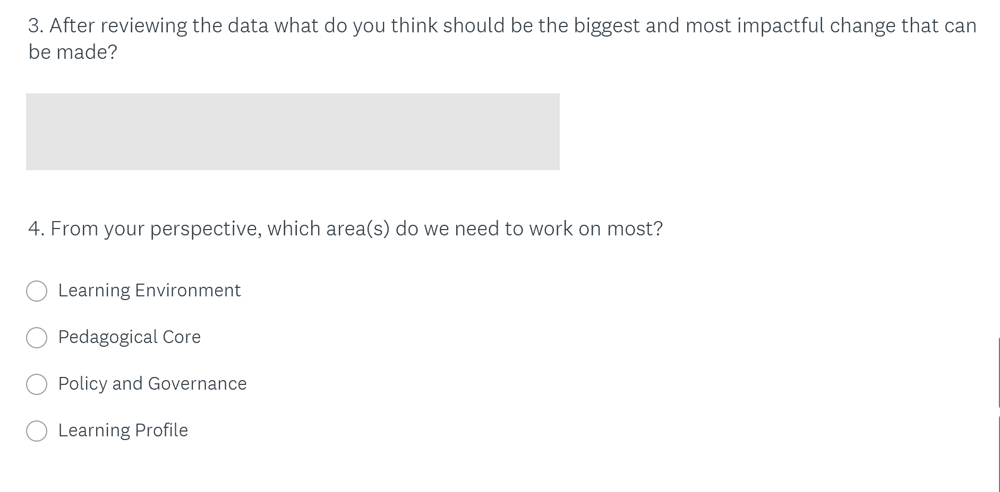 3. After reviewing the data what do you think should be the biggest and most impactful change that can
be made?
4. From your perspective, which area(s) do we need to work on most?
Learning Environment
Pedagogical Core
Policy and Governance
Learning Profile